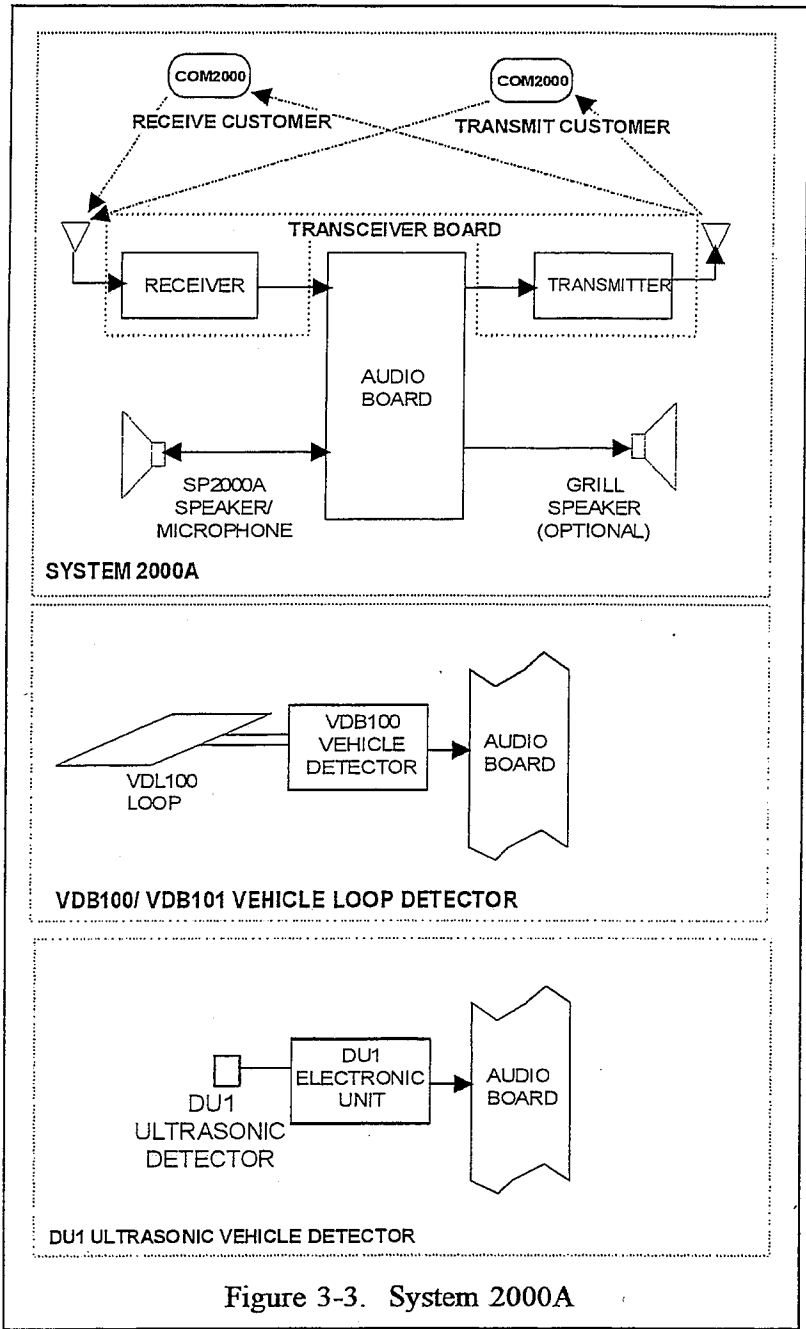 COM2000
COM2000
RECEIVE CUSTOMER
TRANSMIT CUSTOMER
TRANSCEIVER BOARD
RECEIVER
TRANSMITTER
AUDIO
BOARD
SP2000A
SPEAKER/
MICROPHONE
GRILL
SPEAKER
(OPTIONAL)
SYSTEM 2000A
VDL100
LOOP
VDB100
VEHICLE
DETECTOR
AUDIO
BOARD
VDB100/ VDB101 VEHICLE LOOP DETECTOR
DU1
ULTRASONIC
DETECTOR
DU1
ELECTRONIC
UNIT
AUDIO
BOARD
DU1 ULTRASONIC VEHICLE DETECTOR
Figure 3-3. System 2000A